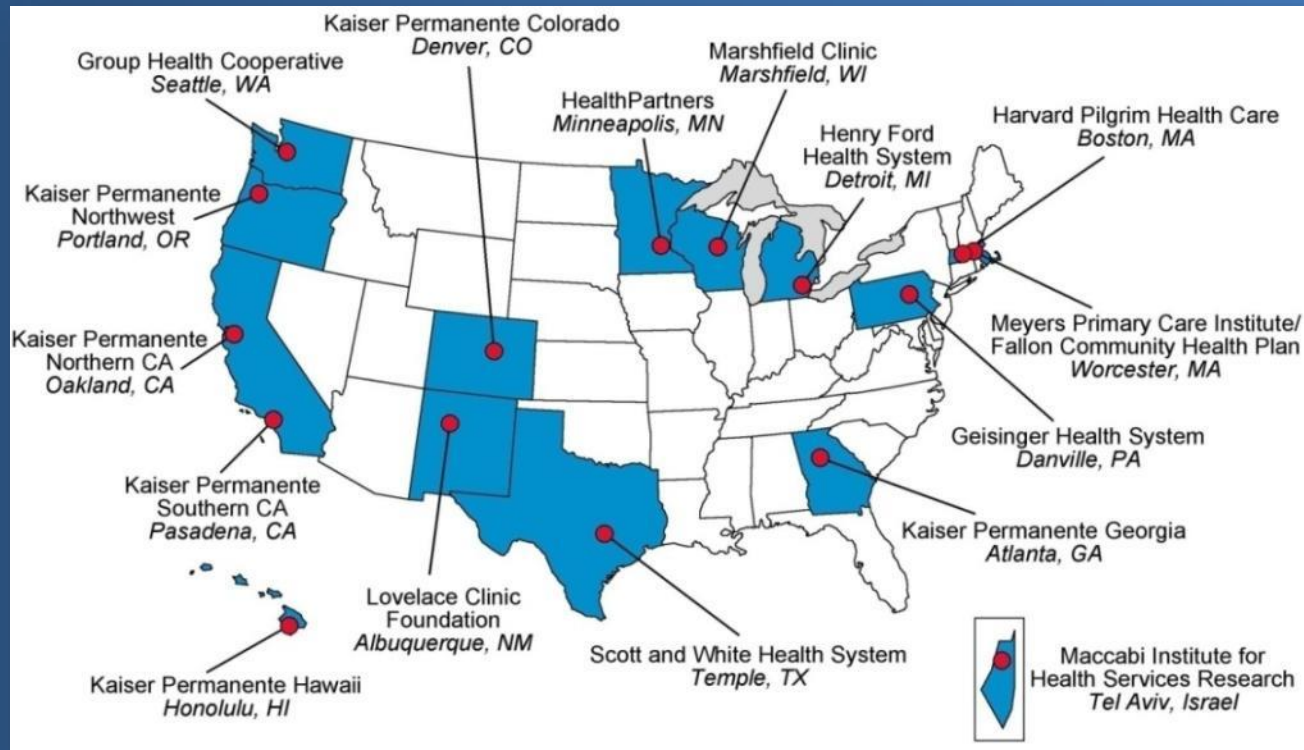 Kaiser Permanente Colorado
Denver, CO
Group Health Cooperative
Seattle, WA
Marshfield Clinic
Marshfield, WI
HealthPartners
Minneapolis, MN
Harvard Pilgrim Health Care
Boston, MA
Henry Ford
Health System
Detroit, MI
Kaiser Permanente
Northwest
Portland, OR
Kaiser Permanente
Northern CA
Oakland, CA
Meyers Primary Care Institute/
Fallon Community Health Plan
Worcester, MA
Geisinger Health System
Danville, PA
Kaiser Permanente
Southern CA
Pasadena, CA
Kaiser Permanente Georgia
Atlanta, GA
Lovelace Clinic
Foundation
Albuquerque, NM
Scott and White Health System
Temple, TX
Kaiser Permanente Hawaii
Honolulu, HI
Maccabi Institute for
Health Services Research
Tel Aviv, Israel